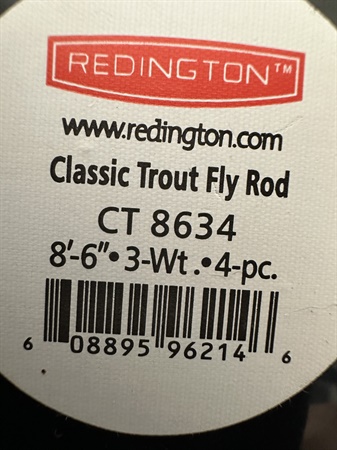 REDINGTON™
www.redington.com
Classic Trout Fly Rod
CT 8634
8'-6"•3-Wt.•4-pc.
6 08895 96214 6